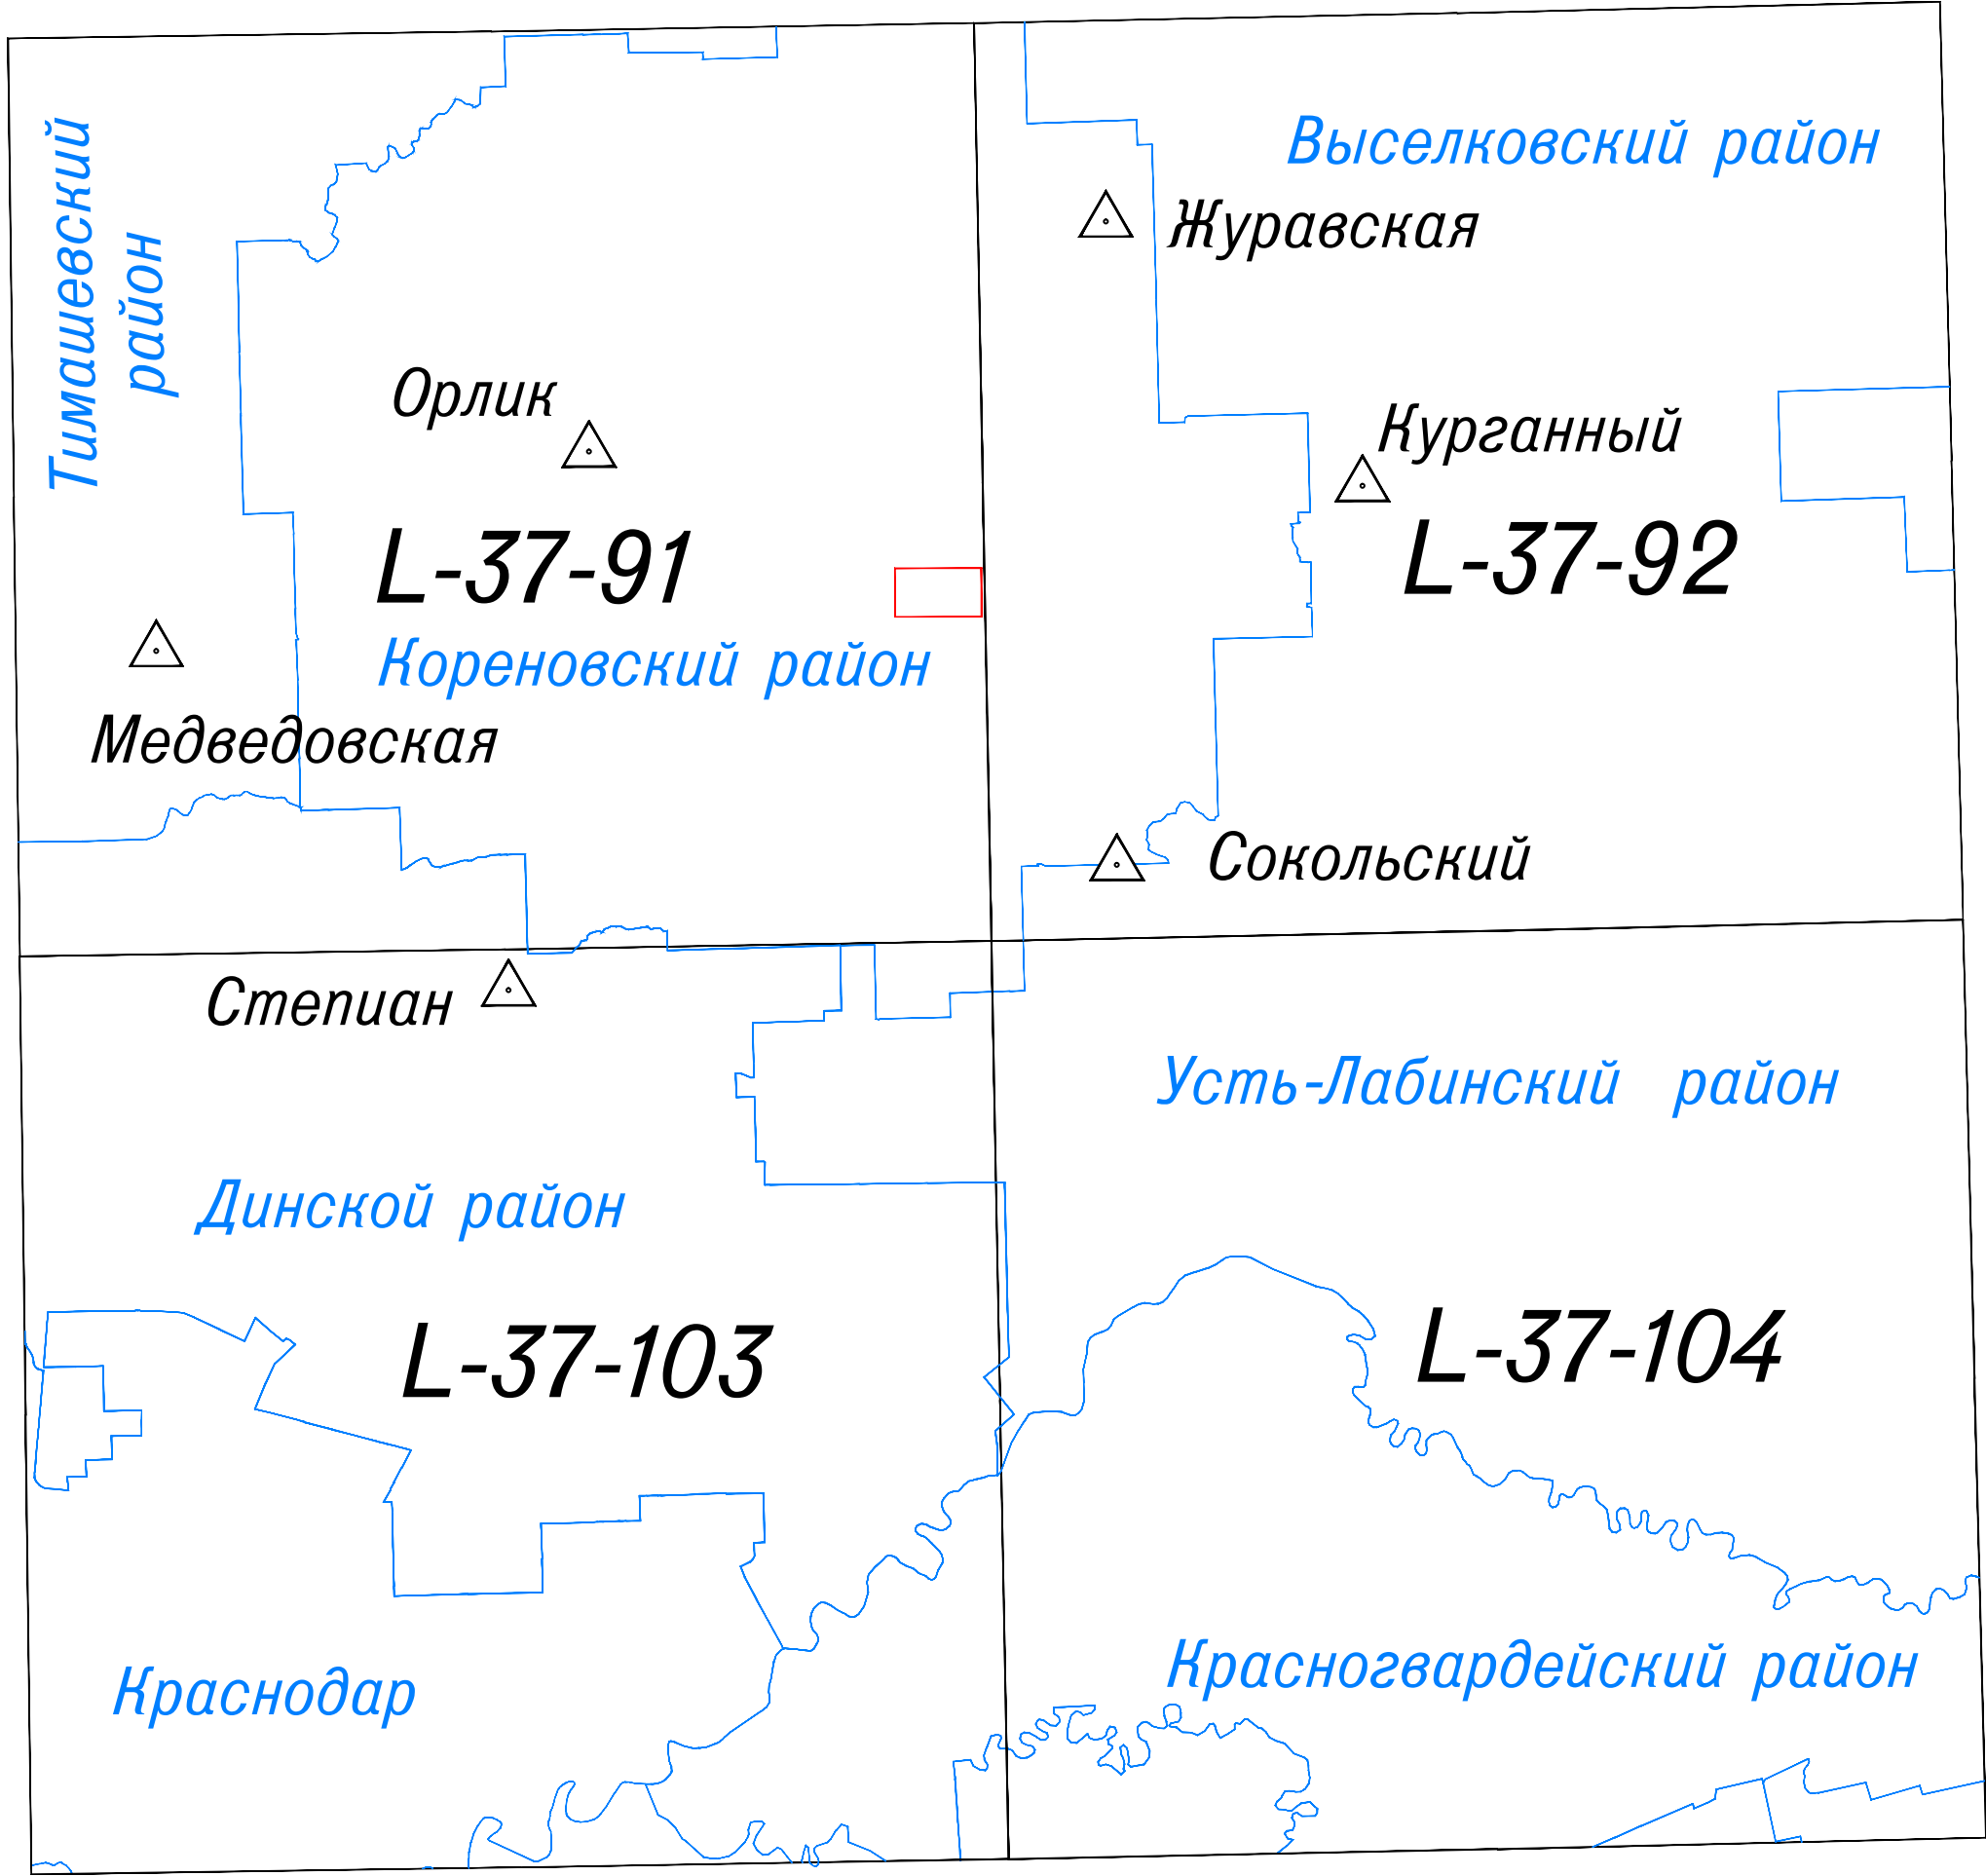 Тимашевский
район
Выселковский район
Журавская
Орлик
Курганный
L-37-91
L-37-92
Кореновский район
Медведовская
Сокольский
Степиан
Усть-Лабинский район
Динской район
L-37-103
L-37-104
Красногвардейский район
Краснодар